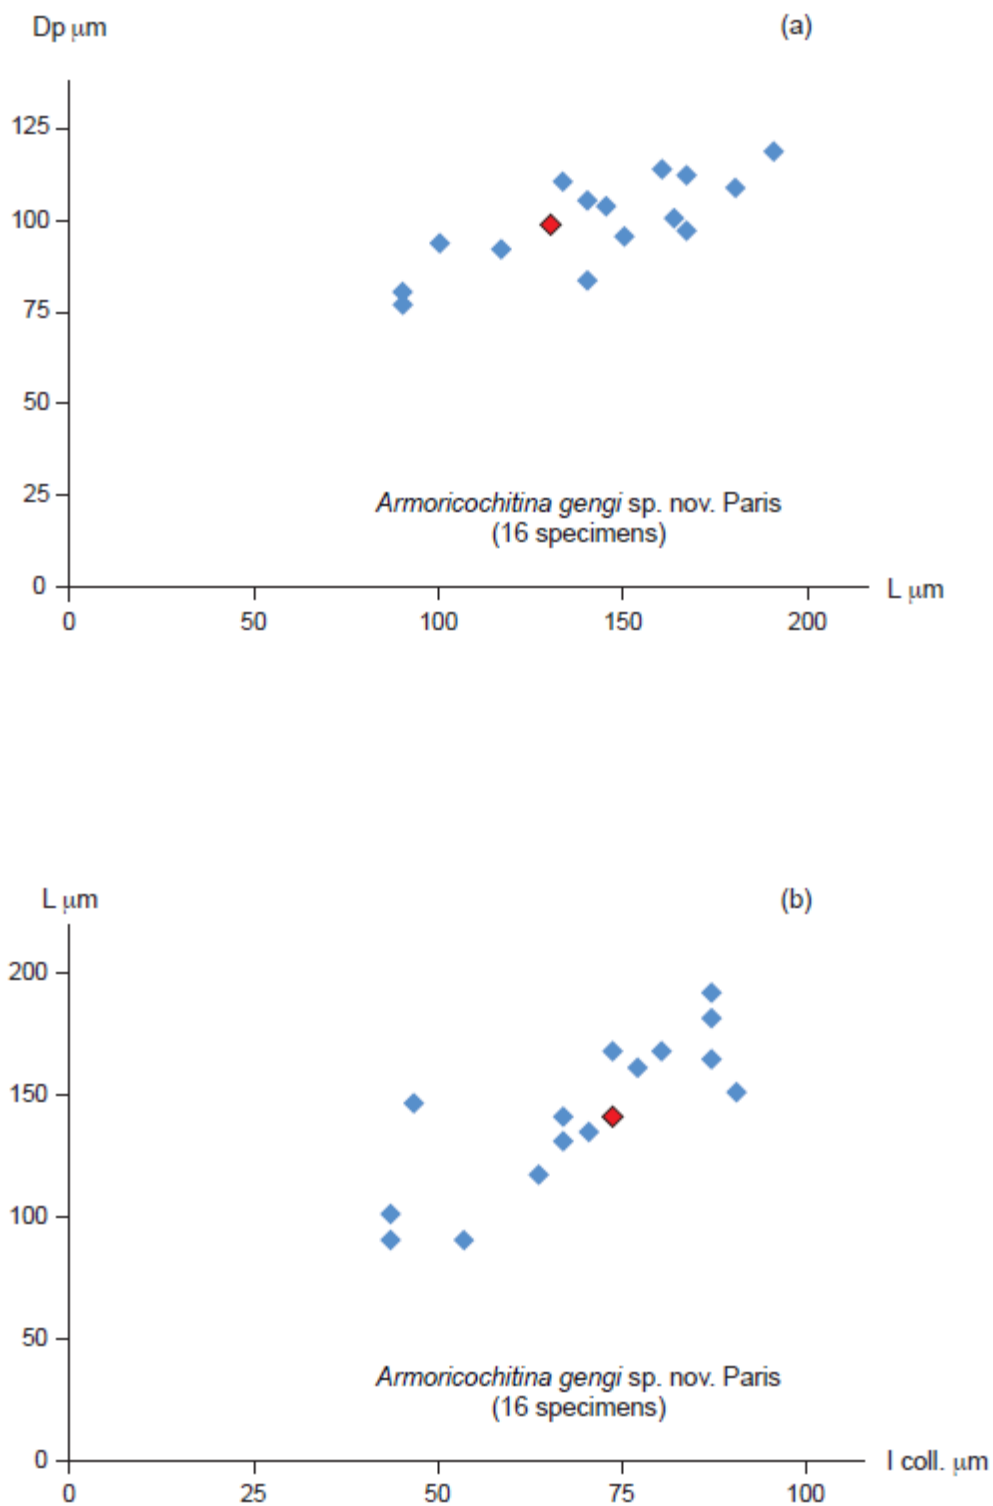 Dp μm
(a)
125
100
75
50
25
0
Armoricochitina gengi sp. nov. Paris
(16 specimens)
L μm
0 50 100 150 200
L μm
(b)
200
150
100
50
0
Armoricochitina gengi sp. nov. Paris
(16 specimens)
I coll. μm
0 25 50 75 100